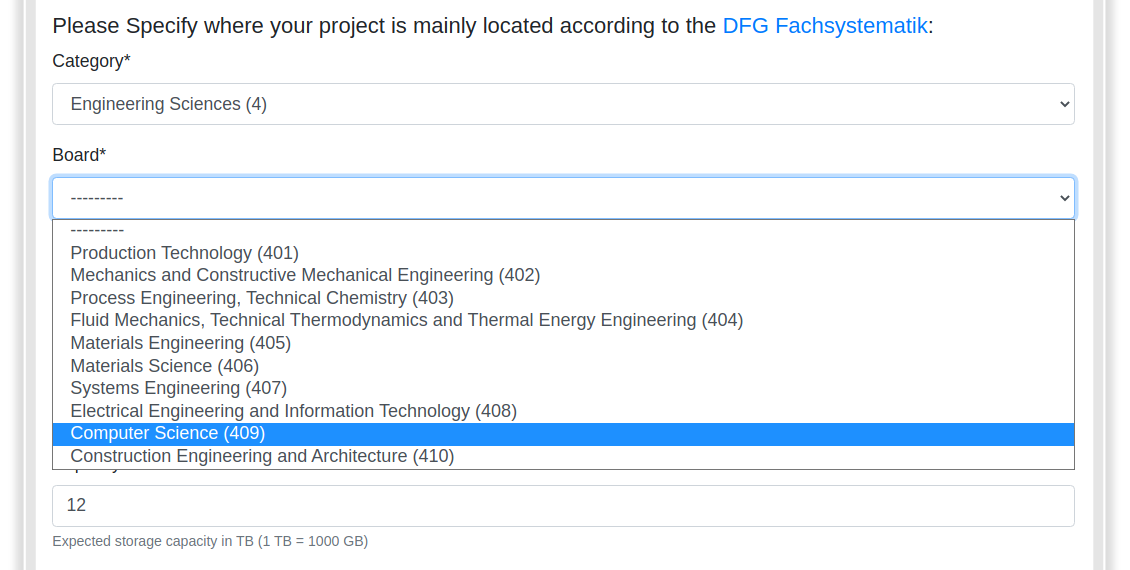 Please Specify where your project is mainly located according to the DFG Fachsystematik:
Category*
Engineering Sciences (4)
Board*
---------
---------
Production Technology (401)
Mechanics and Constructive Mechanical Engineering (402)
Process Engineering, Technical Chemistry (403)
Fluid Mechanics, Technical Thermodynamics and Thermal Energy Engineering (404)
Materials Engineering (405)
Materials Science (406)
Systems Engineering (407)
Electrical Engineering and Information Technology (408)
Computer Science (409)
Construction Engineering and Architecture (410)
12
Expected storage capacity in TB (1 TB = 1000 GB)